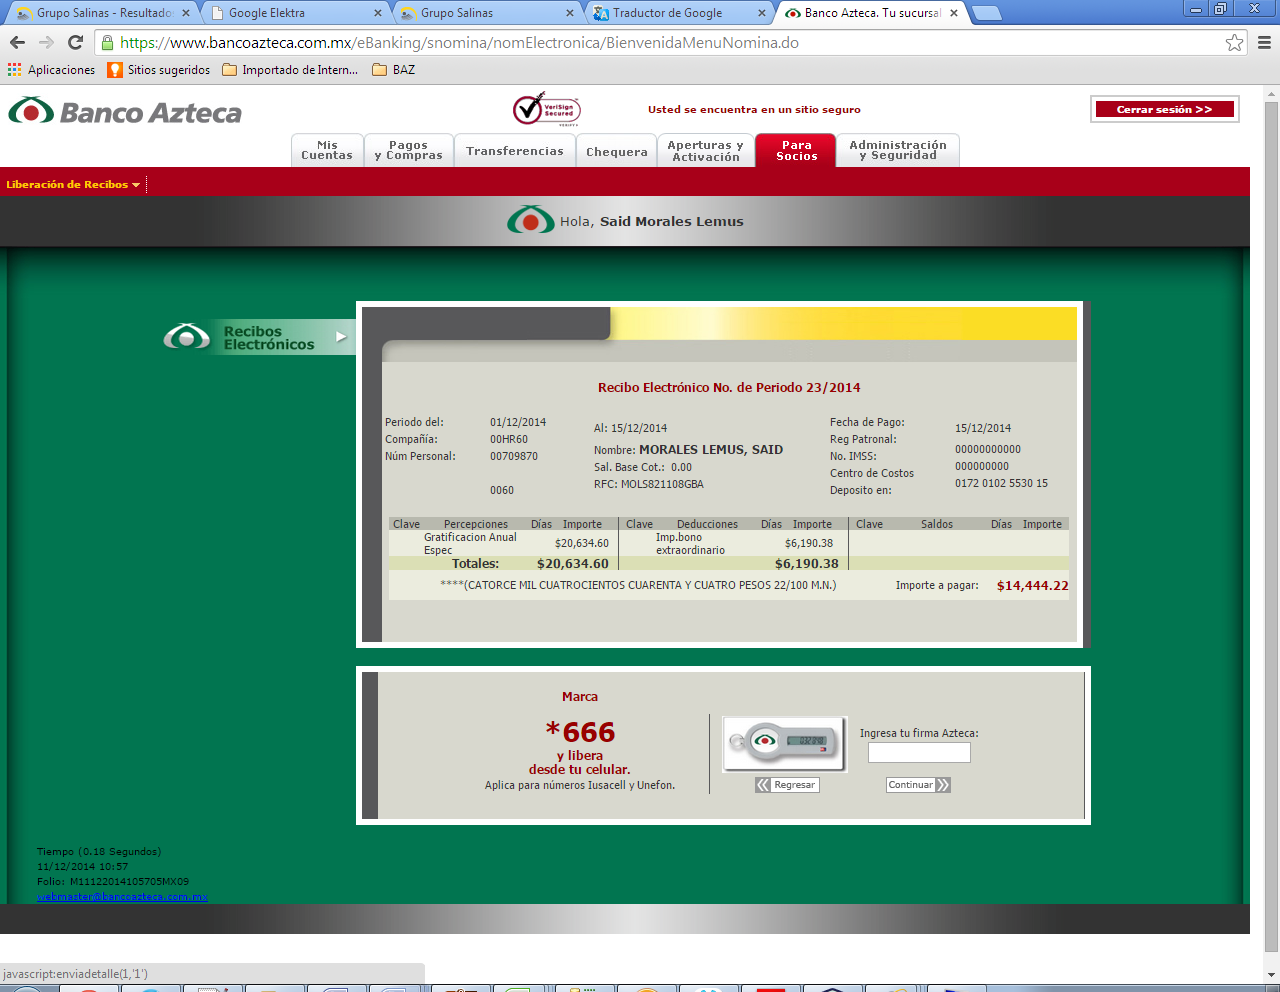 Grupo Salinas - Resultados
Google Elektra
Grupo Salinas
Traductor de Google
Banco Azteca. Tu sucursal
https://www.bancoazteca.com.mx/eBanking/snomina/nomElectronica/BienvenidaMenuNomina.do
Aplicaciones
Sitios sugeridos
Importado de Intern...
BAZ
Banco Azteca
VeriSign
Secured
VERIFY
Usted se encuentra en un sitio seguro
Cerrar sesión >>
Mis
Cuentas
Pagos
y Compras
Transferencias
Chequera
Aperturas y
Activación
Para
Socios
Administración
y Seguridad
Liberación de Recibos
Hola, Said Morales Lemus
Recibos
Electrónicos
Recibo Electrónico No. de Periodo 23/2014
Periodo del: 01/12/2014 Al: 15/12/2014 Fecha de Pago: 15/12/2014
Compañía: 00HR60 Nombre: MORALES LEMUS, SAID Reg Patronal: 00000000000
Núm Personal: 00709870 Sal. Base Cot.: 0.00 No. IMSS: 000000000
RFC: MOLS821108GBA Centro de Costos 0172 0102 5530 15
0060 Deposito en:
Clave Percepciones Días Importe Clave Deducciones Días Importe Clave Saldos Días Importe
Gratificacion Anual Espec $20,634.60 Imp.bono extraordinario $6,190.38
Totales: $20,634.60 $6,190.38
****(CATORCE MIL CUATROCIENTOS CUARENTA Y CUATRO PESOS 22/100 M.N.) Importe a pagar: $14,444.22
Marca
*666
y libera
desde tu celular.
Aplica para números Iusacell y Unefon.
Ingresa tu firma Azteca:
Regresar
Continuar
Tiempo (0.18 Segundos)
11/12/2014 10:57
Folio: M11122014105705MX09
webmaster@bancoazteca.com.mx
javascript:enviadetalle(1,'1')